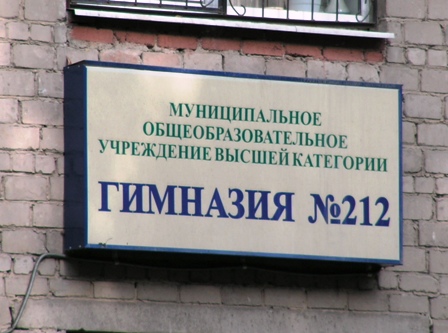 МУНИЦИПАЛЬНОЕ
ОБЩЕОБРАЗОВАТЕЛЬНОЕ
УЧРЕЖДЕНИЕ ВЫСШЕЙ КАТЕГОРИИ
ГИМНАЗИЯ №212